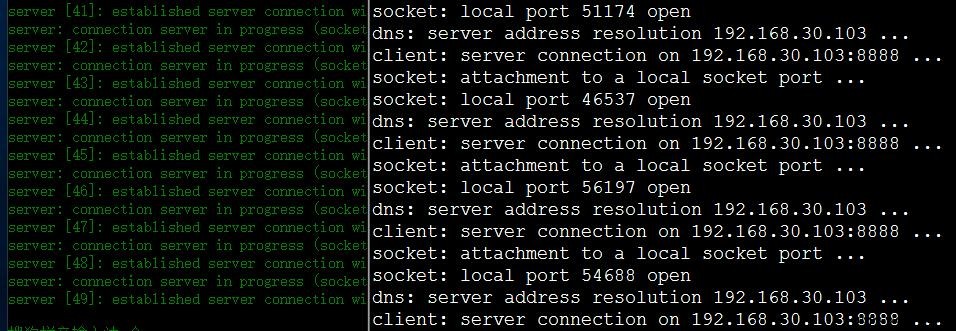 server [41]: established server connection wi
server: connection server in progress (socket
server [42]: established server connection wi
server: connection server in progress (socket
server [43]: established server connection wi
server: connection server in progress (socket
server [44]: established server connection wi
server: connection server in progress (socket
server [45]: established server connection wi
server: connection server in progress (socket
server [46]: established server connection wi
server: connection server in progress (socket
server [47]: established server connection wi
server: connection server in progress (socket
server [48]: established server connection wi
server: connection server in progress (socket
server [49]: established server connection wi
socket: local port 51174 open
dns: server address resolution 192.168.30.103 ...
client: server connection on 192.168.30.103:8888 ...
socket: attachment to a local socket port ...
socket: local port 46537 open
dns: server address resolution 192.168.30.103 ...
client: server connection on 192.168.30.103:8888 ...
socket: attachment to a local socket port ...
socket: local port 56197 open
dns: server address resolution 192.168.30.103 ...
client: server connection on 192.168.30.103:8888 ...
socket: attachment to a local socket port ...
socket: local port 54688 open
dns: server address resolution 192.168.30.103 ...
client: server connection on 192.168.30.103:8888 ...